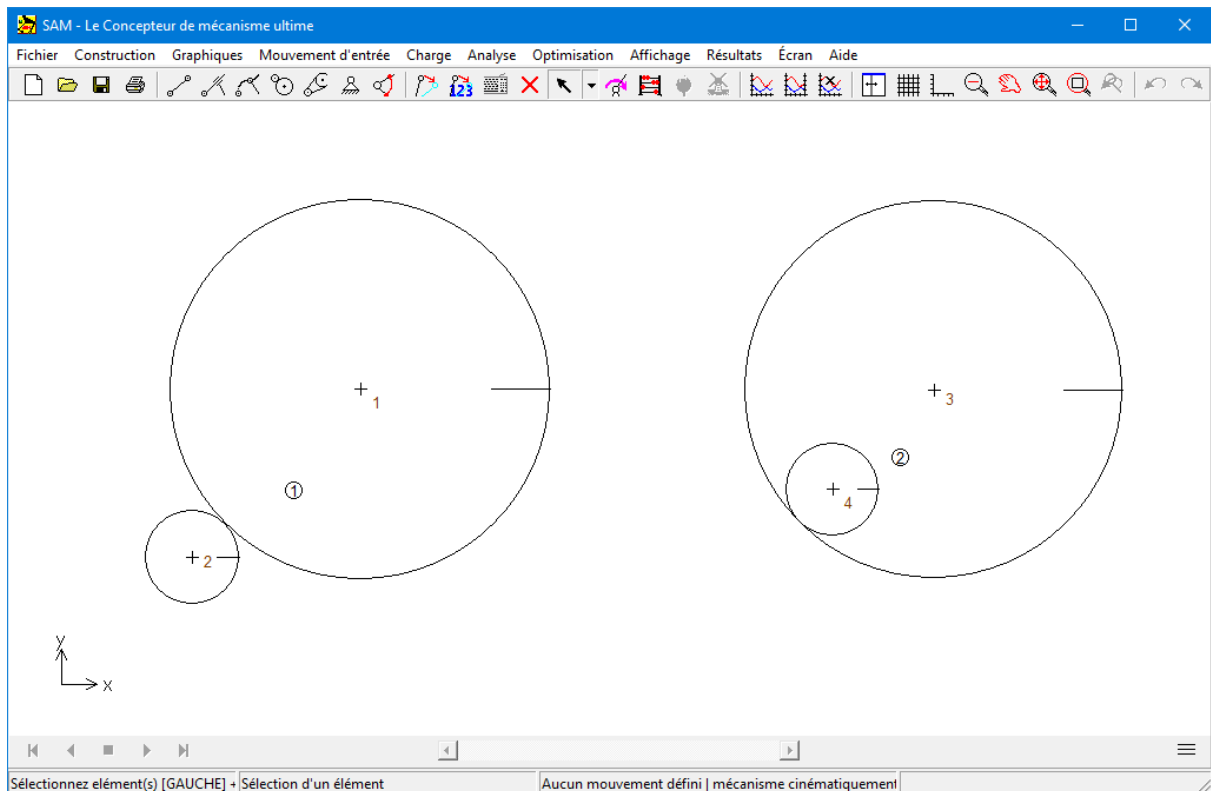 SAM - Le Concepteur de mécanisme ultime
Fichier Construction Graphiques Mouvement d'entrée Charge Analyse Optimisation Affichage Résultats Écran Aide
123
1
3
2
1
4
2
y
x
Sélectionnez elément(s) [GAUCHE] + Sélection d'un élément Aucun mouvement défini | mécanisme cinématiquement